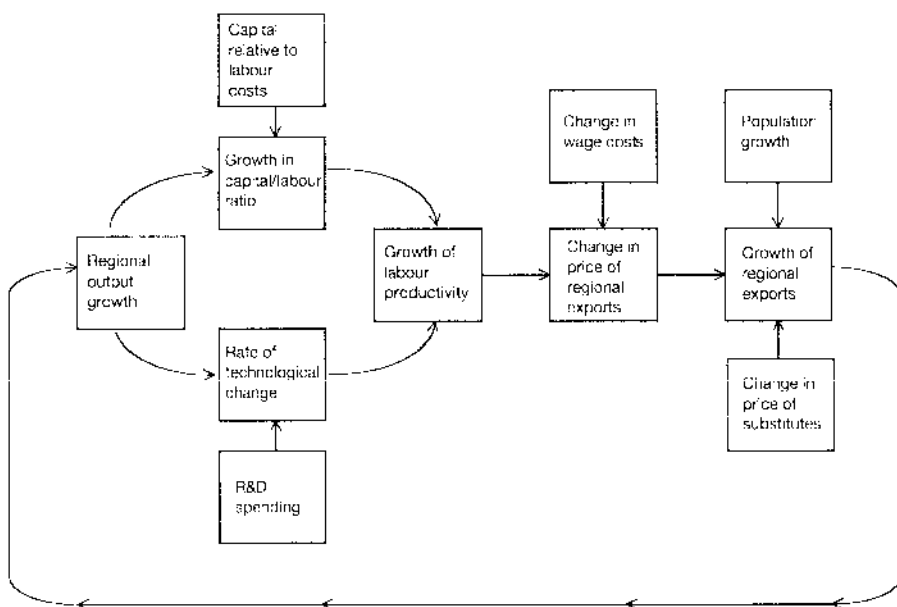 Capital
relative to
labour
costs
Change in
wage costs
Population
growth
Growth in
capital/labour
ratio
Regional
output
growth
Growth of
labour
productivity
Change in
price of
regional
exports
Growth of
regional
exports
Rate of
technological
change
Change in
price of
substitutes
R&D
spending